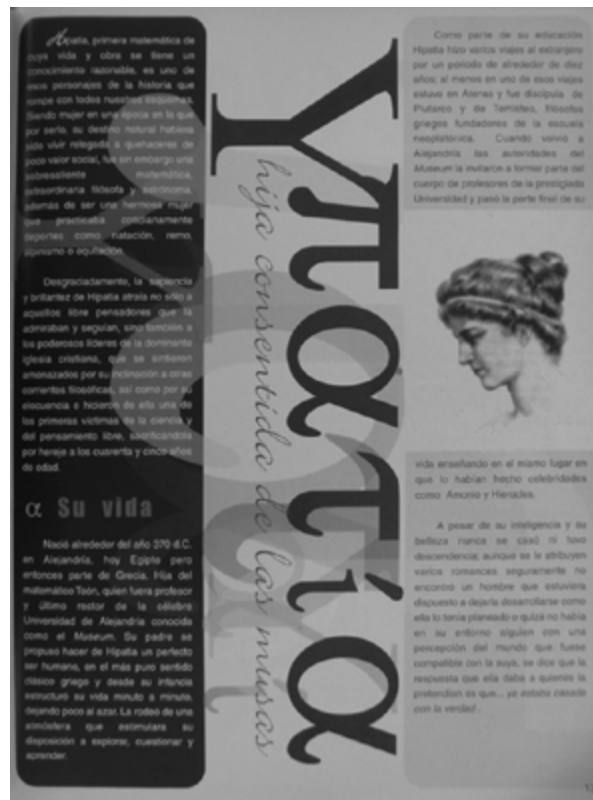 Hipatia, primera matemática de
cuya vida y obra se tiene un
conocimiento razonable, es uno de
esos personajes de la historia que
rompe con todos nuestros esquemas.
Siendo mujer en una época en la que
por serlo, su destino natural hubiera
sido vivir relegada a quehaceres de
poco valor social, fue sin embargo una
sobresaliente matemática,
extraordinaria filósofa y astrónoma,
además de ser una hermosa mujer
que practicaba cotidianamente
deportes como natación, remo,
alpinismo o equitación.
Desgraciadamente, la sapiencia
y brillantez de Hipatia atraía no sólo a
aquellos libre pensadores que la
admiraban y seguían, sino también a
los poderosos líderes de la dominante
iglesia cristiana, que se sintieron
amenazados por su inclinación a otras
corrientes filosóficas, así como por su
elocuencia e hicieron de ella una de
las primeras víctimas de la ciencia y
del pensamiento libre, sacrificándola
por hereje a los cuarenta y cinco años
de edad.
α Su vida
Nació alrededor del año 370 d.C.
en Alejandría, hoy Egipto pero
entonces parte de Grecia. Hija del
matemático Teón, quien fuera profesor
y último rector de la célebre
Universidad de Alejandría conocida
como el Museum. Su padre se
propuso hacer de Hipatia un perfecto
ser humano, en el más puro sentido
clásico griego y desde su infancia
estructuró su vida minuto a minuto,
dejando poco al azar. La rodeó de una
atmósfera que estimulara su
disposición a explorar, cuestionar y
aprender.
Υπατία
hija consentida de las musas
Como parte de su educación
Hipatia hizo varios viajes al extranjero
por un periodo de alrededor de diez
años; al menos en uno de esos viajes
estuvo en Atenas y fue discípula de
Plutarco y de Temisteo, filósofos
griegos fundadores de la escuela
neoplatónica. Cuando volvió a
Alejandría las autoridades del
Museum la invitaron a formar parte del
cuerpo de profesores de la prestigiada
Universidad y pasó la parte final de su
vida enseñando en el mismo lugar en
que lo habían hecho celebridades
como Amonio y Hierocles.
A pesar de su inteligencia y su
belleza nunca se casó ni tuvo
descendencia; aunque se le atribuyen
varios romances seguramente no
encontró un hombre que estuviera
dispuesto a dejarla desarrollarse como
ella lo tenía planeado o quizá no había
en su entorno alguien con una
percepción del mundo que fuese
compatible con la suya, se dice que la
respuesta que ella daba a quienes la
pretendían es que... ya estaba casada
con la verdad.